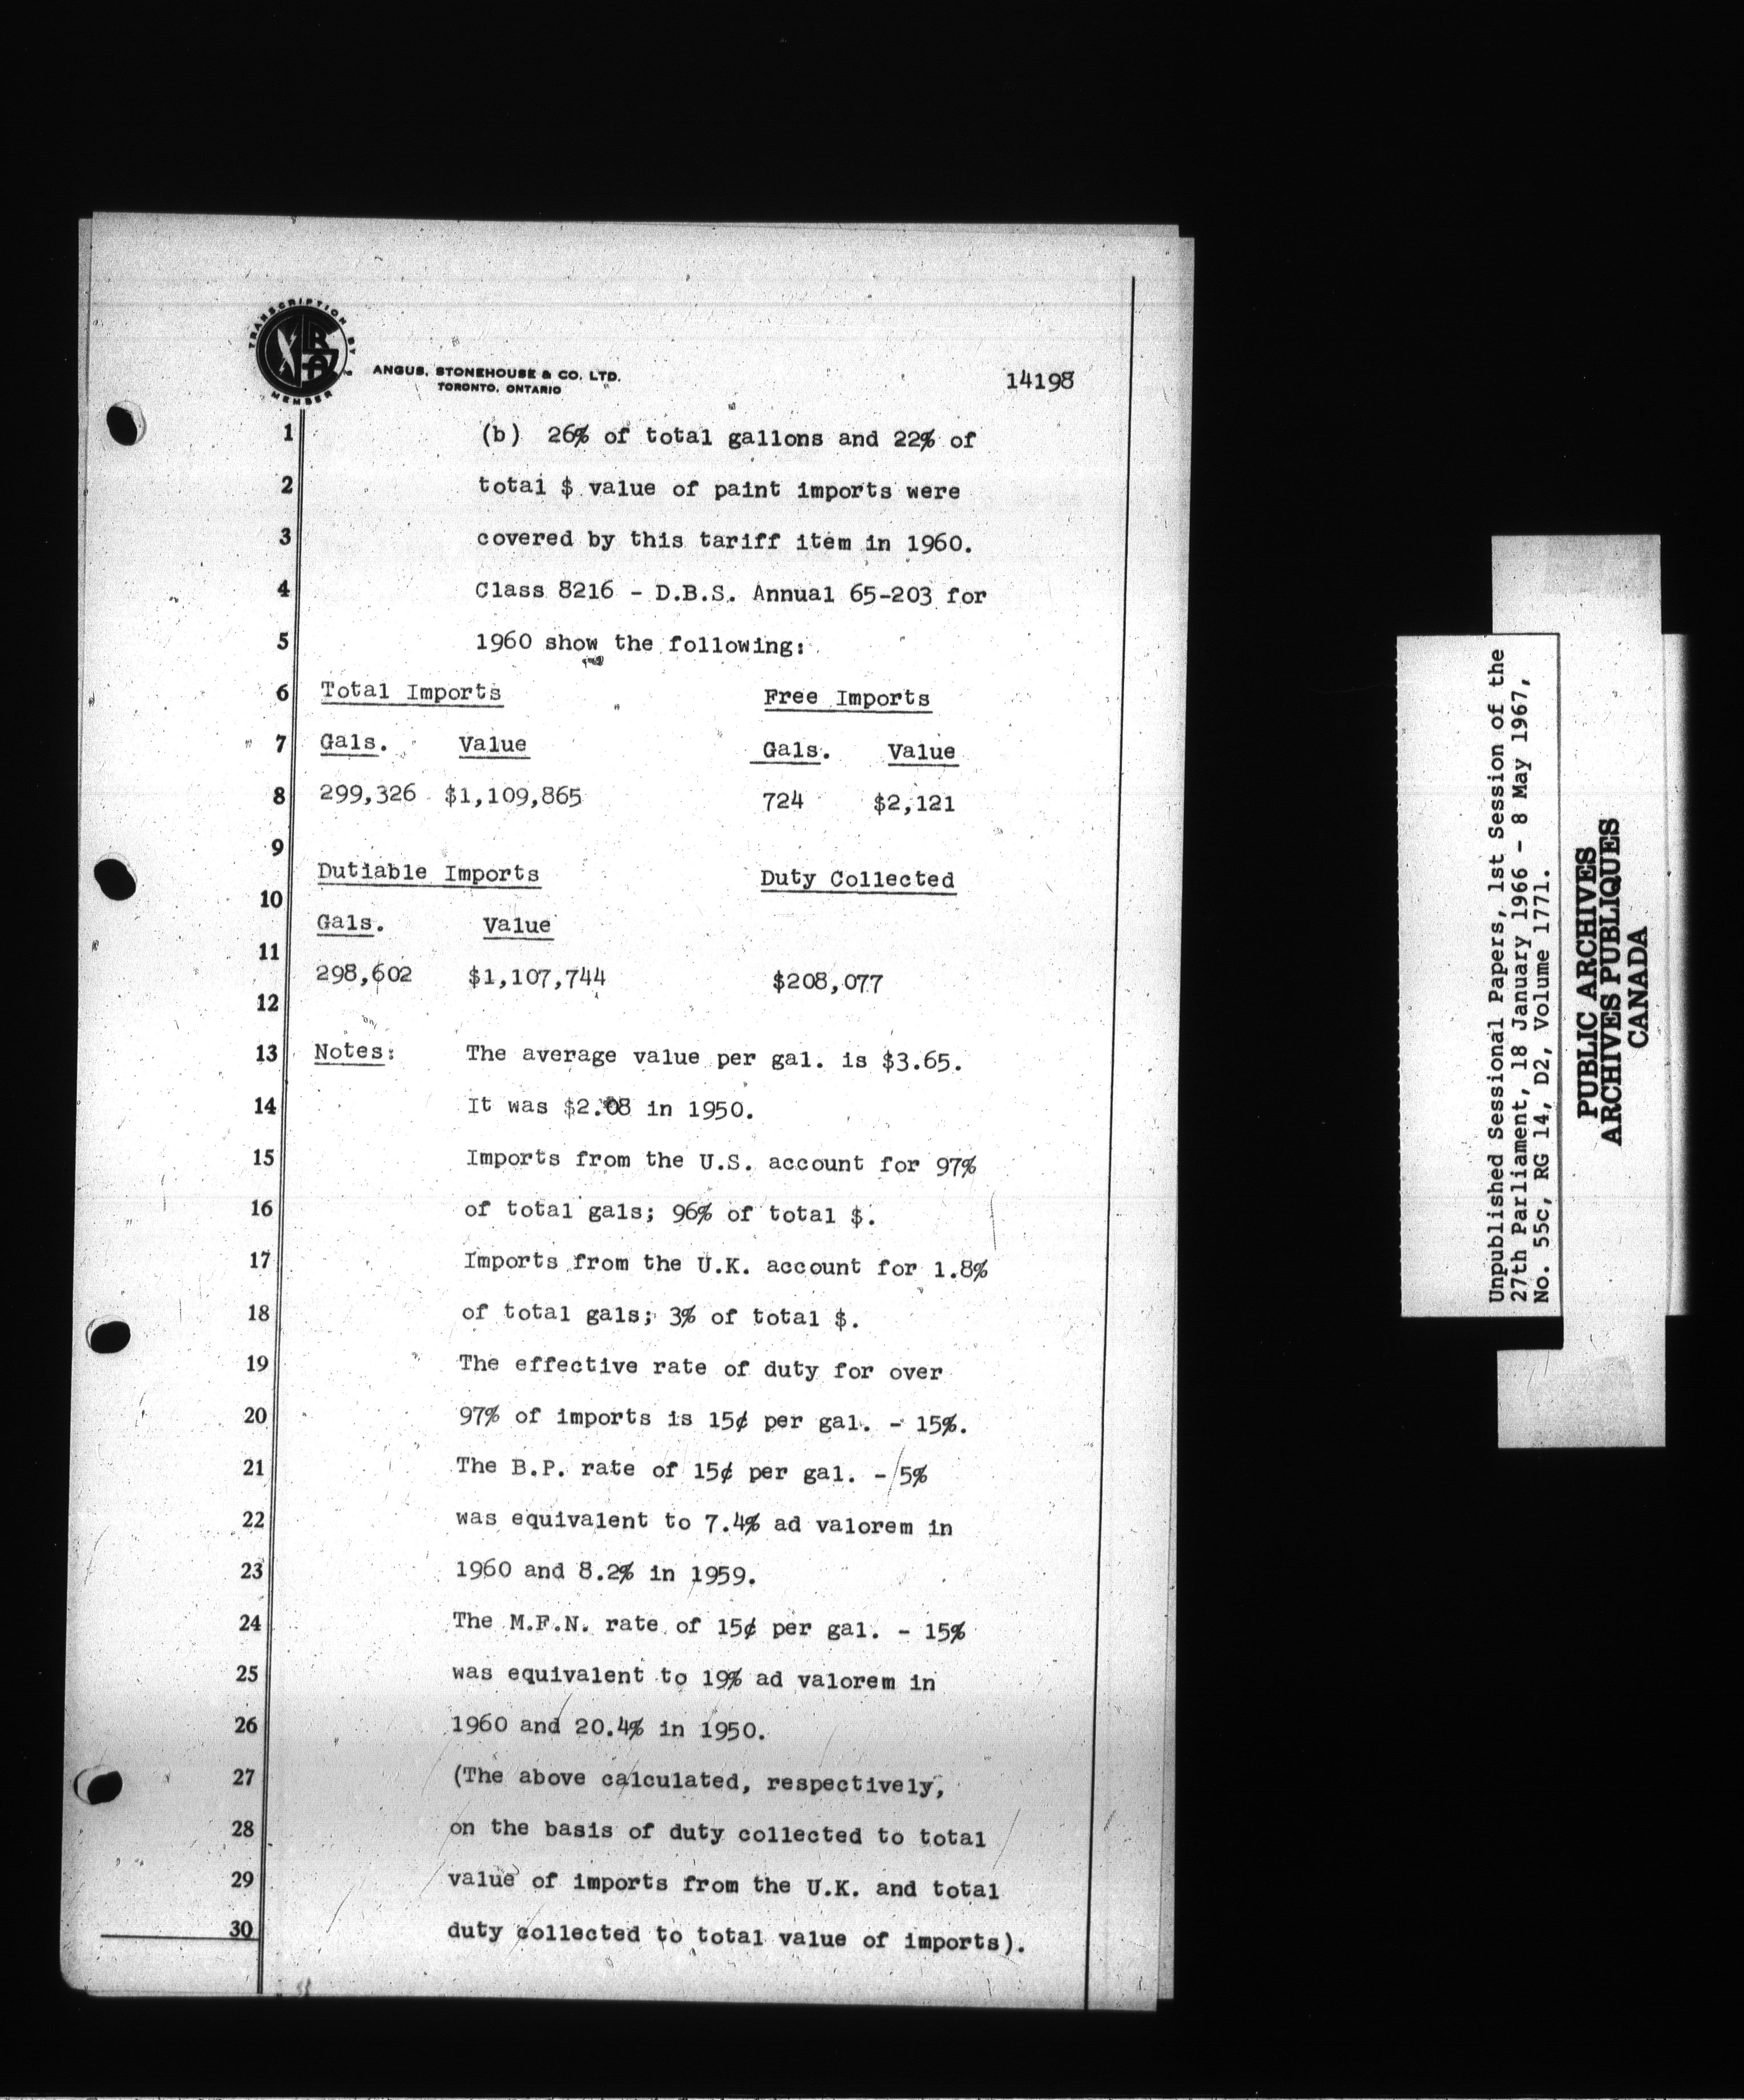 TRANSCRIPTION BY
MEMBER
ANGUS, STONEHOUSE & CO. LTD.
TORONTO, ONTARIO
14198
1 (b) 26% of total gallons and 22% of
2 total $ value of paint imports were
3 covered by this tariff item in 1960.
4 Class 8216 - D.B.S. Annual 65-203 for
5 1960 show the following:
6 Total Imports Free Imports
7 Gals. Value Gals. Value
8 299,326 $1,109,865 724 $2,121
9
Dutiable Imports Duty Collected
10
Gals. Value
11
298,602 $1,107,744 $208,077
12
13 Notes: The average value per gal. is $3.65.
14 It was $2.08 in 1950.
15 Imports from the U.S. account for 97%
16 of total gals; 96% of total $.
17 Imports from the U.K. account for 1.8%
18 of total gals; 3% of total $.
19 The effective rate of duty for over
20 97% of imports is 15¢ per gal. - 15%.
21 The B.P. rate of 15¢ per gal. - 5%
22 was equivalent to 7.4% ad valorem in
23 1960 and 8.2% in 1959.
24 The M.F.N. rate of 15¢ per gal. - 15%
25 was equivalent to 19% ad valorem in
26 1960 and 20.4% in 1950.
27 (The above calculated, respectively,
28 on the basis of duty collected to total
29 value of imports from the U.K. and total
30 duty collected to total value of imports).
Unpublished Sessional Papers, 1st Session of the
27th Parliament, 18 January 1966 - 8 May 1967,
No. 55c, RG 14, D2, Volume 1771.
PUBLIC ARCHIVES
ARCHIVES PUBLIQUES
CANADA